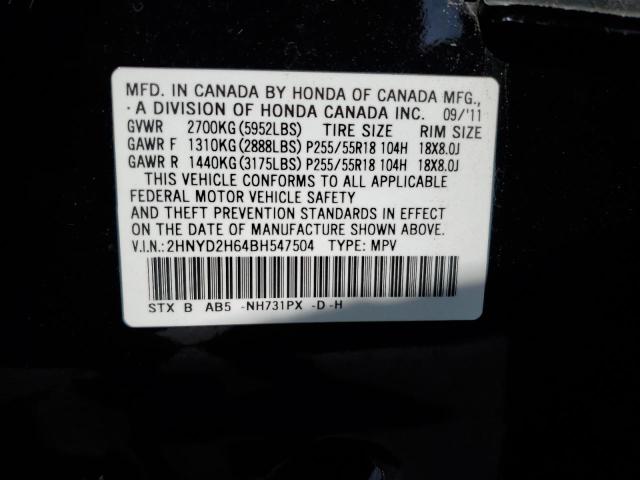 MFD. IN CANADA BY HONDA OF CANADA MFG.,
·A DIVISION OF HONDA CANADA INC. 09/'11
GVWR 2700KG(5952LBS) TIRE SIZE RIM SIZE
GAWR F 1310KG(2888LBS) P255/55R18 104H 18X8.0J
GAWR R 1440KG(3175LBS) P255/55R18 104H 18X8.0J
THIS VEHICLE CONFORMS TO ALL APPLICABLE
FEDERAL MOTOR VEHICLE SAFETY
AND THEFT PREVENTION STANDARDS IN EFFECT
ON THE DATE OF MANUFACTURE SHOWN ABOVE.
V.I.N.:2HNYD2H64BH547504 TYPE: MPV
STX B AB5 -NH731PX -D -H